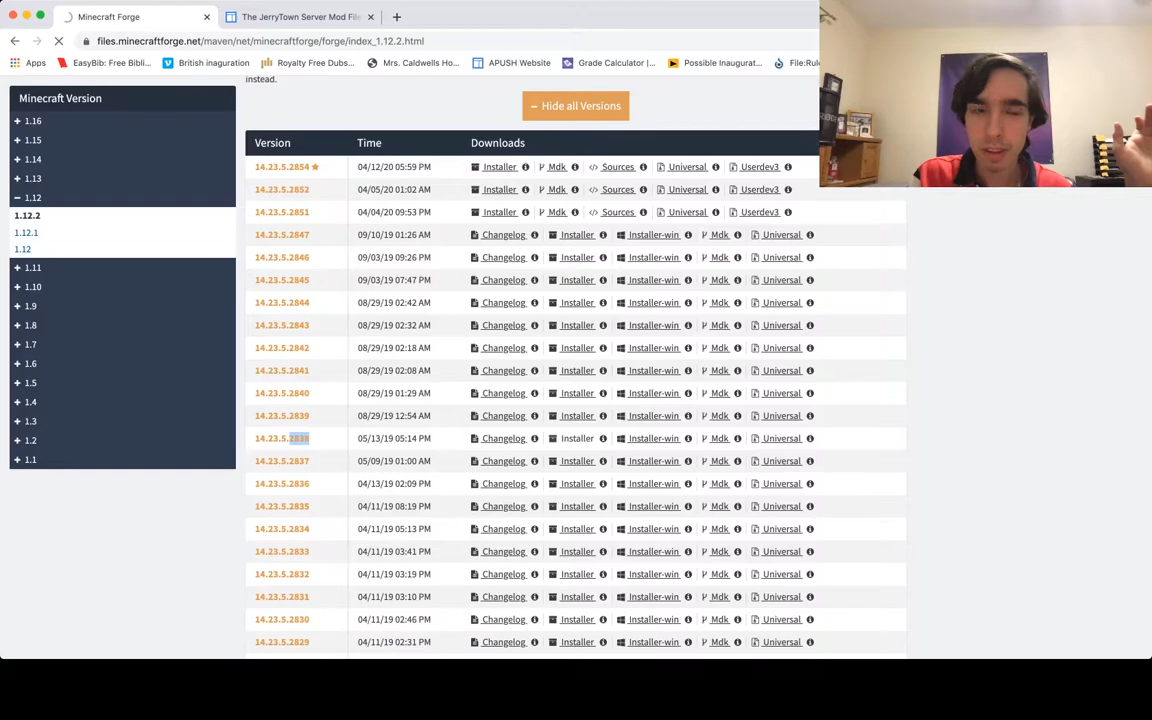 Minecraft Forge
The JerryTown Server Mod File
files.minecraftforge.net/maven/net/minecraftforge/forge/index_1.12.2.html
Apps EasyBib: Free Bibli... British inaguration Royalty Free Dubs... Mrs. Caldwells Ho... APUSH Website Grade Calculator |... Possible Inaugurat... File:Rule
instead.
Minecraft Version
1.16
1.15
1.14
1.13
1.12
1.12.2
1.12.1
1.12
1.11
1.10
1.9
1.8
1.7
1.6
1.5
1.4
1.3
1.2
1.1
Hide all Versions
Version Time Downloads
14.23.5.2854 04/12/20 05:59 PM Installer Mdk Sources Universal Userdev3
14.23.5.2852 04/05/20 01:02 AM Installer Mdk Sources Universal Userdev3
14.23.5.2851 04/04/20 09:53 PM Installer Mdk Sources Universal Userdev3
14.23.5.2847 09/10/19 01:26 AM Changelog Installer Installer-win Mdk Universal
14.23.5.2846 09/03/19 09:26 PM Changelog Installer Installer-win Mdk Universal
14.23.5.2845 09/03/19 07:47 PM Changelog Installer Installer-win Mdk Universal
14.23.5.2844 08/29/19 02:42 AM Changelog Installer Installer-win Mdk Universal
14.23.5.2843 08/29/19 02:32 AM Changelog Installer Installer-win Mdk Universal
14.23.5.2842 08/29/19 02:18 AM Changelog Installer Installer-win Mdk Universal
14.23.5.2841 08/29/19 02:08 AM Changelog Installer Installer-win Mdk Universal
14.23.5.2840 08/29/19 01:29 AM Changelog Installer Installer-win Mdk Universal
14.23.5.2839 08/29/19 12:54 AM Changelog Installer Installer-win Mdk Universal
14.23.5.2838 05/13/19 05:14 PM Changelog Installer Installer-win Mdk Universal
14.23.5.2837 05/09/19 01:00 AM Changelog Installer Installer-win Mdk Universal
14.23.5.2836 04/13/19 02:09 PM Changelog Installer Installer-win Mdk Universal
14.23.5.2835 04/11/19 08:19 PM Changelog Installer Installer-win Mdk Universal
14.23.5.2834 04/11/19 05:13 PM Changelog Installer Installer-win Mdk Universal
14.23.5.2833 04/11/19 03:41 PM Changelog Installer Installer-win Mdk Universal
14.23.5.2832 04/11/19 03:19 PM Changelog Installer Installer-win Mdk Universal
14.23.5.2831 04/11/19 03:10 PM Changelog Installer Installer-win Mdk Universal
14.23.5.2830 04/11/19 02:46 PM Changelog Installer Installer-win Mdk Universal
14.23.5.2829 04/11/19 02:31 PM Changelog Installer Installer-win Mdk Universal